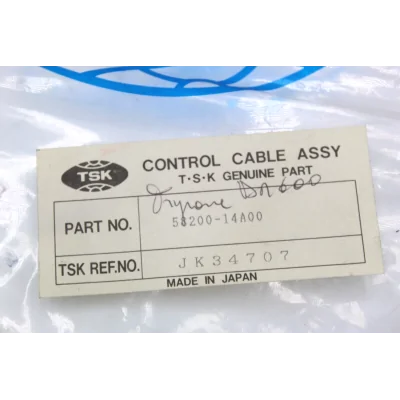 TSK
CONTROL CABLE ASSY
T·S·K GENUINE PART
DR600
PART NO. 58200-14A00
TSK REF.NO. JK34707
MADE IN JAPAN